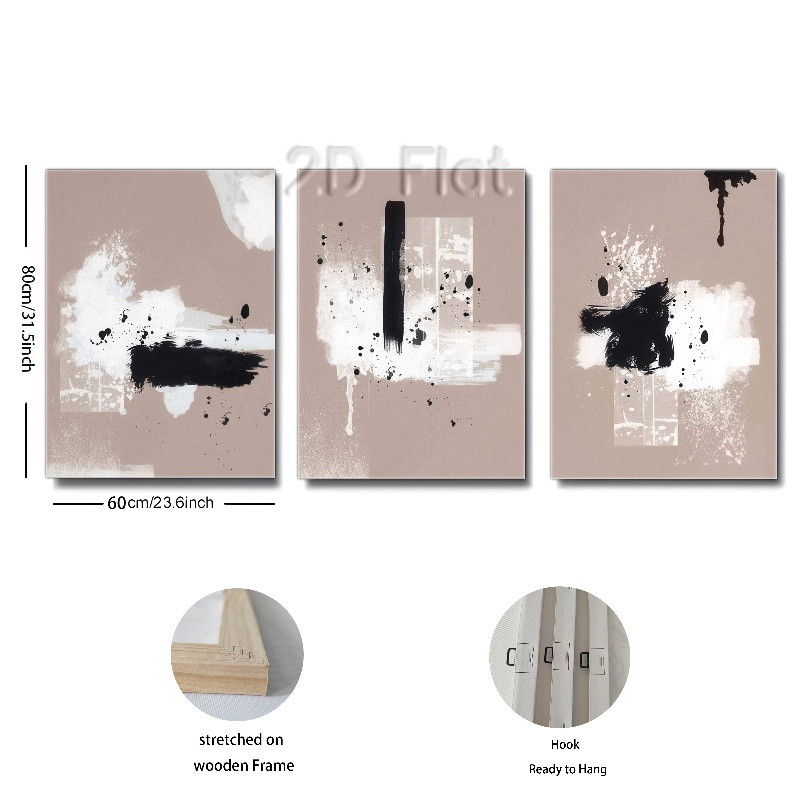 2D Flat
80cm/31.5inch
60cm/23.6inch
stretched on
wooden Frame
Hook
Ready to Hang